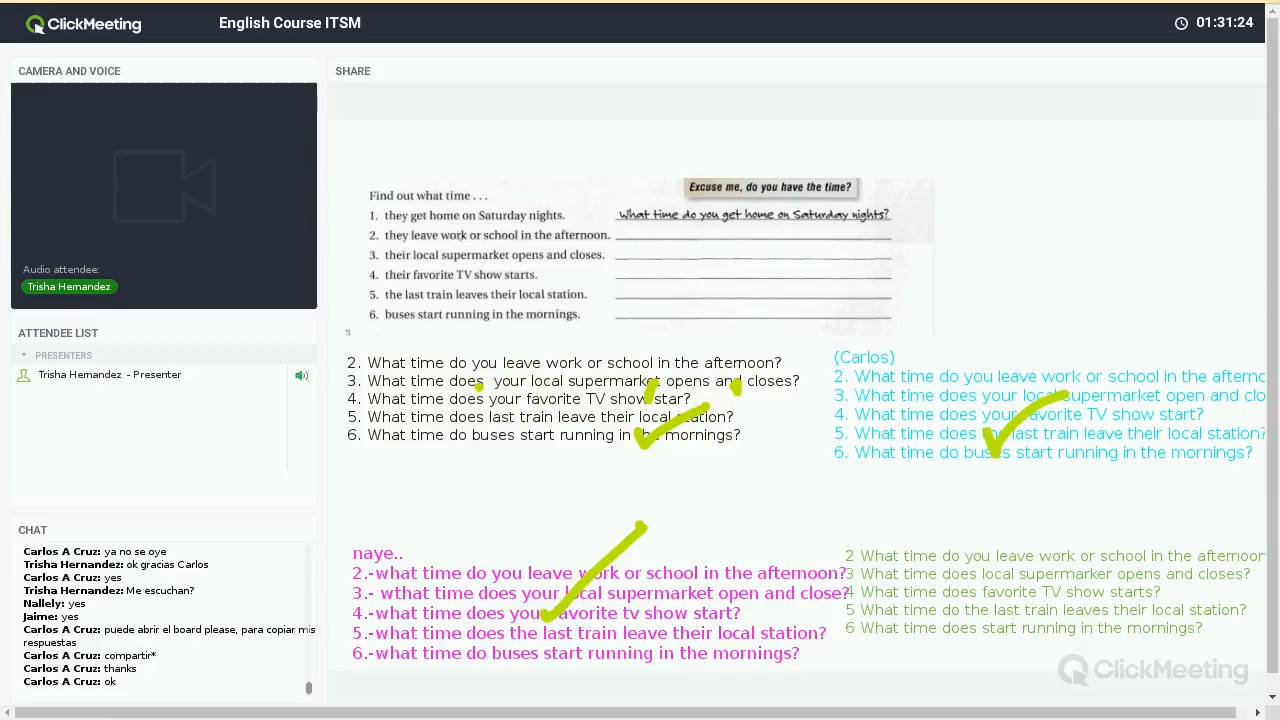 ClickMeeting
English Course ITSM
01:31:24
CAMERA AND VOICE
SHARE
Audio attendee:
Trisha Hernandez
ATTENDEE LIST
PRESENTERS
Trisha Hernandez - Presenter
CHAT
Carlos A Cruz: ya no se oye
Trisha Hernandez: ok gracias Carlos
Carlos A Cruz: yes
Trisha Hernandez: Me escuchan?
Nallely: yes
Jaime: yes
Carlos A Cruz: puede abrir el board please, para copiar mis
respuestas
Carlos A Cruz: compartir*
Carlos A Cruz: thanks
Carlos A Cruz: ok
Excuse me, do you have the time?
Find out what time . . .
1. they get home on Saturday nights. What time do you get home on Saturday nights?
2. they leave work or school in the afternoon.
3. their local supermarket opens and closes.
4. their favorite TV show starts.
5. the last train leaves their local station.
6. buses start running in the mornings.
2. What time do you leave work or school in the afternoon?
3. What time does your local supermarket opens and closes?
4. What time does your favorite TV show star?
5. What time does last train leave their local station?
6. What time do buses start running in the mornings?
(Carlos)
2. What time do you leave work or school in the afterno
3. What time does your local supermarket open and clo
4. What time does your favorite TV show start?
5. What time does the last train leave their local station?
6. What time do buses start running in the mornings?
naye..
2.-what time do you leave work or school in the afternoon?
3.- wthat time does your local supermarket open and close?
4.-what time does your favorite tv show start?
5.-what time does the last train leave their local station?
6.-what time do buses start running in the mornings?
2 What time do you leave work or school in the afternoon
3 What time does local supermarker opens and closes?
4 What time does favorite TV show starts?
5 What time do the last train leaves their local station?
6 What time does start running in the mornings?
ClickMeeting